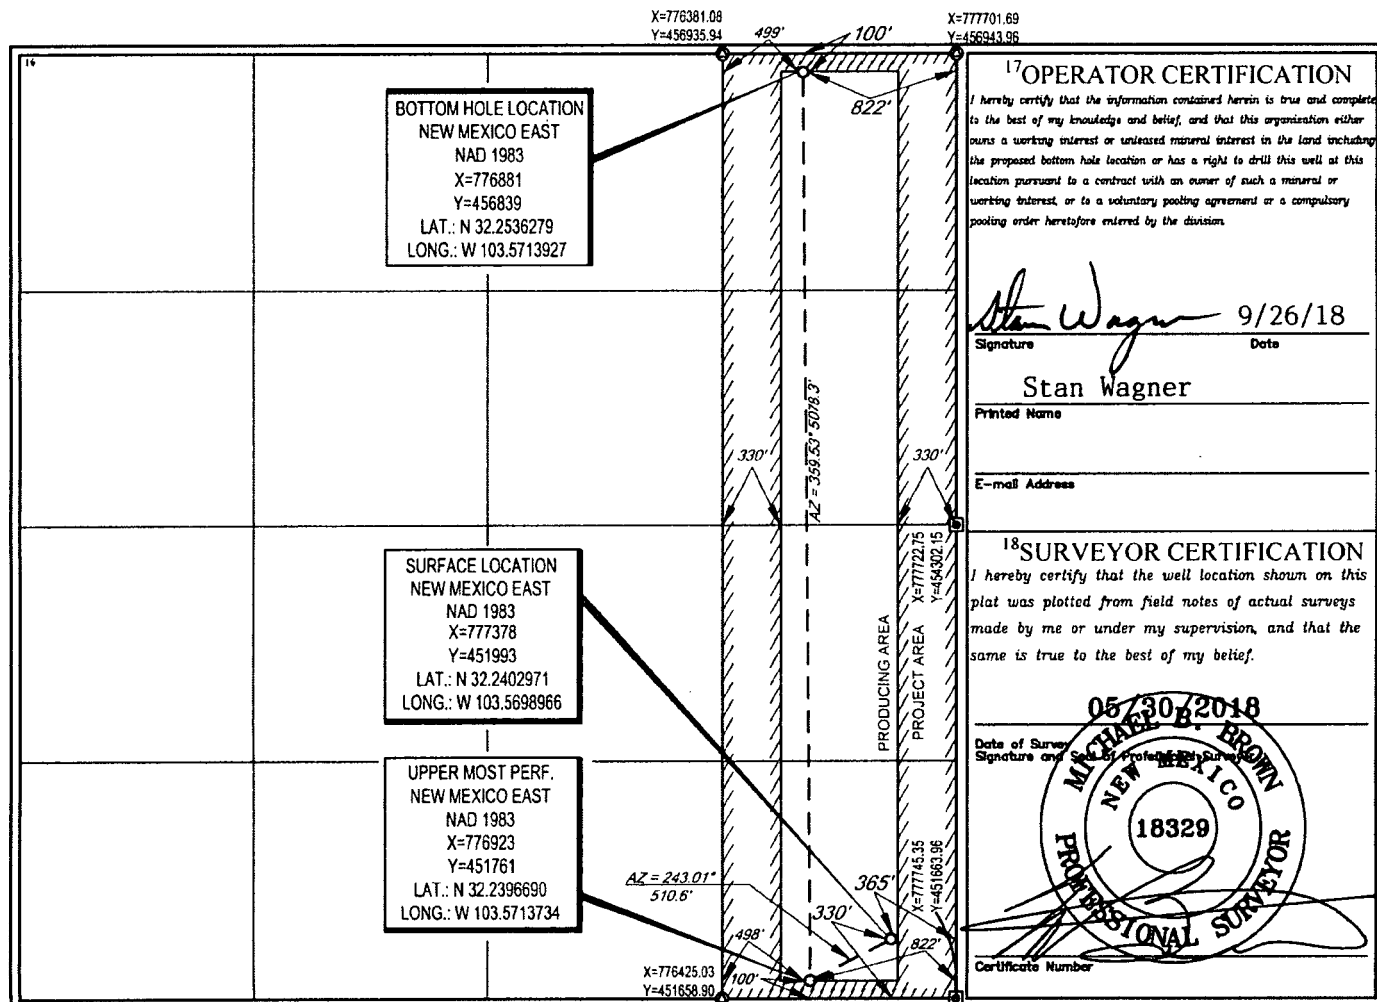 X=776381.08
Y=456935.94
499'
100'
X=777701.69
Y=456943.96
822'
16
BOTTOM HOLE LOCATION
NEW MEXICO EAST
NAD 1983
X=776881
Y=456839
LAT.: N 32.2536279
LONG.: W 103.5713927
330'
AZ = 359.53° 5078.3'
330'
SURFACE LOCATION
NEW MEXICO EAST
NAD 1983
X=777378
Y=451993
LAT.: N 32.2402971
LONG.: W 103.5698966
PRODUCING AREA
PROJECT AREA
X=777722.75
Y=454302.15
UPPER MOST PERF.
NEW MEXICO EAST
NAD 1983
X=776923
Y=451761
LAT.: N 32.2396690
LONG.: W 103.5713734
AZ = 243.01°
510.6'
365'
330'
X=777745.35
Y=451663.96
498'
822'
100'
X=776425.03
Y=451658.90
17 OPERATOR CERTIFICATION
I hereby certify that the information contained herein is true and complete
to the best of my knowledge and belief, and that this organization either
owns a working interest or unleased mineral interest in the land including
the proposed bottom hole location or has a right to drill this well at this
location pursuant to a contract with an owner of such a mineral or
working interest, or to a voluntary pooling agreement or a compulsory
pooling order heretofore entered by the division
Stan Wagner 9/26/18
Signature Date
Stan Wagner
Printed Name
E-mail Address
18 SURVEYOR CERTIFICATION
I hereby certify that the well location shown on this
plat was plotted from field notes of actual surveys
made by me or under my supervision, and that the
same is true to the best of my belief.
05/30/2018
Date of Survey
Signature and Seal of Professional Surveyor
MICHAEL B. BROWN
NEW MEXICO
18329
PROFESSIONAL SURVEYOR
Certificate Number